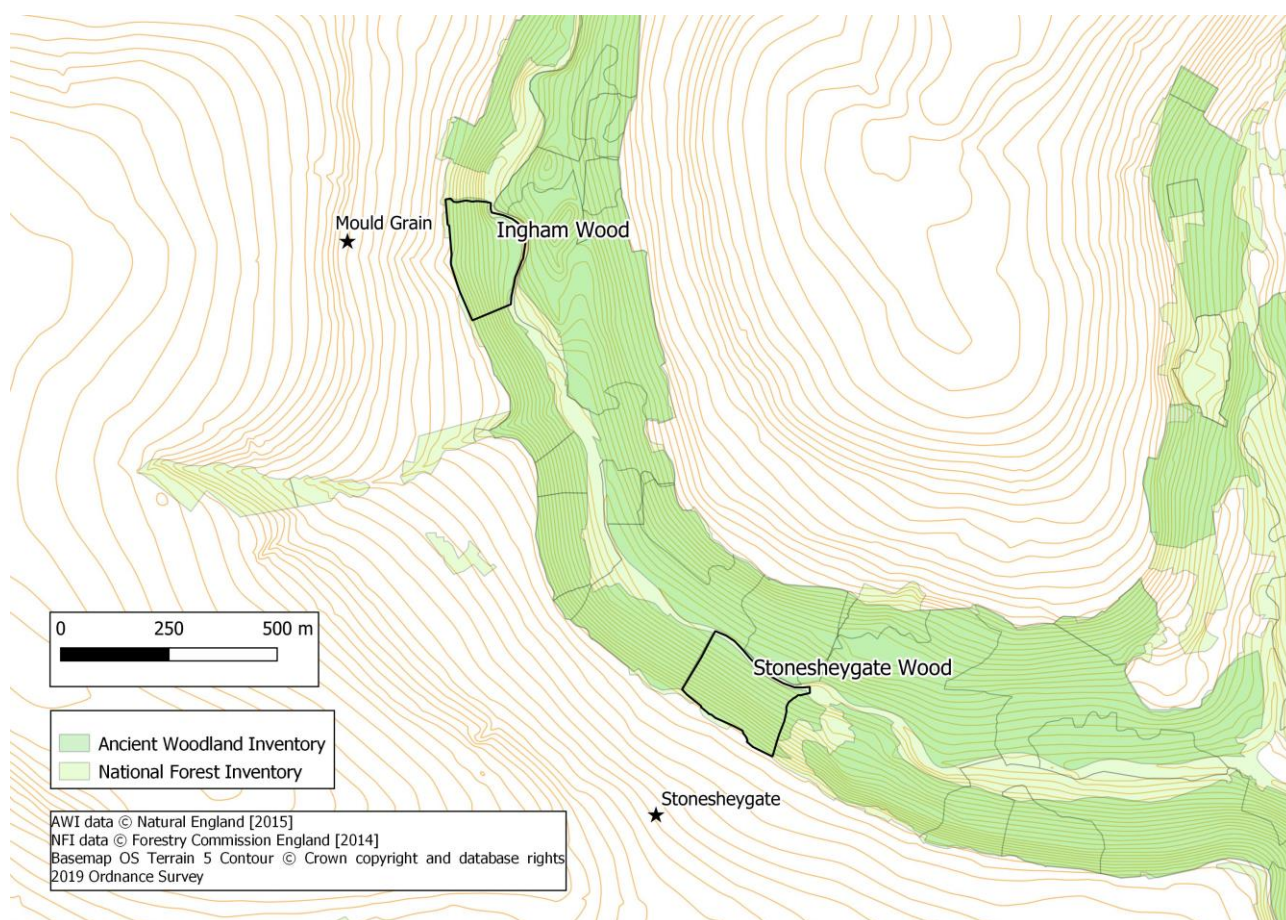 Mould Grain
Ingham Wood
Stonesheygate Wood
Stonesheygate
0 250 500 m
Ancient Woodland Inventory
National Forest Inventory
AWI data © Natural England [2015]
NFI data © Forestry Commission England [2014]
Basemap OS Terrain 5 Contour © Crown copyright and database rights
2019 Ordnance Survey